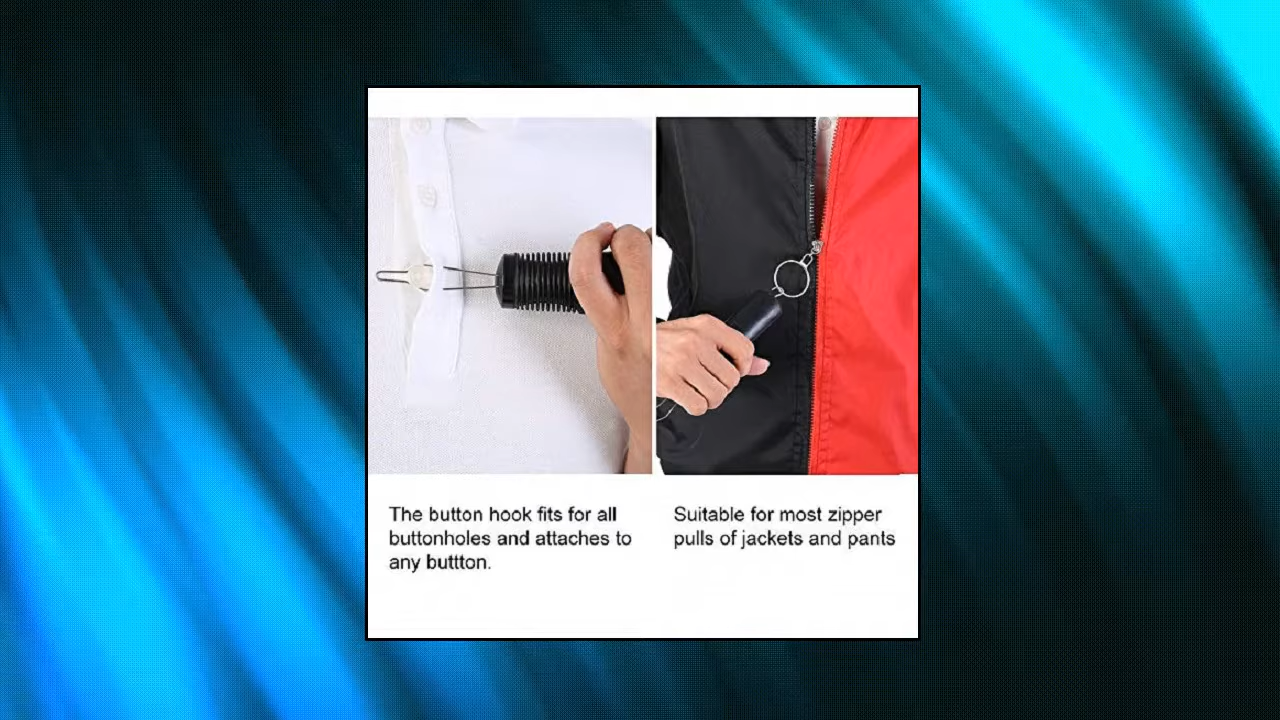 The button hook fits for all
buttonholes and attaches to
any buttton.
Suitable for most zipper
pulls of jackets and pants